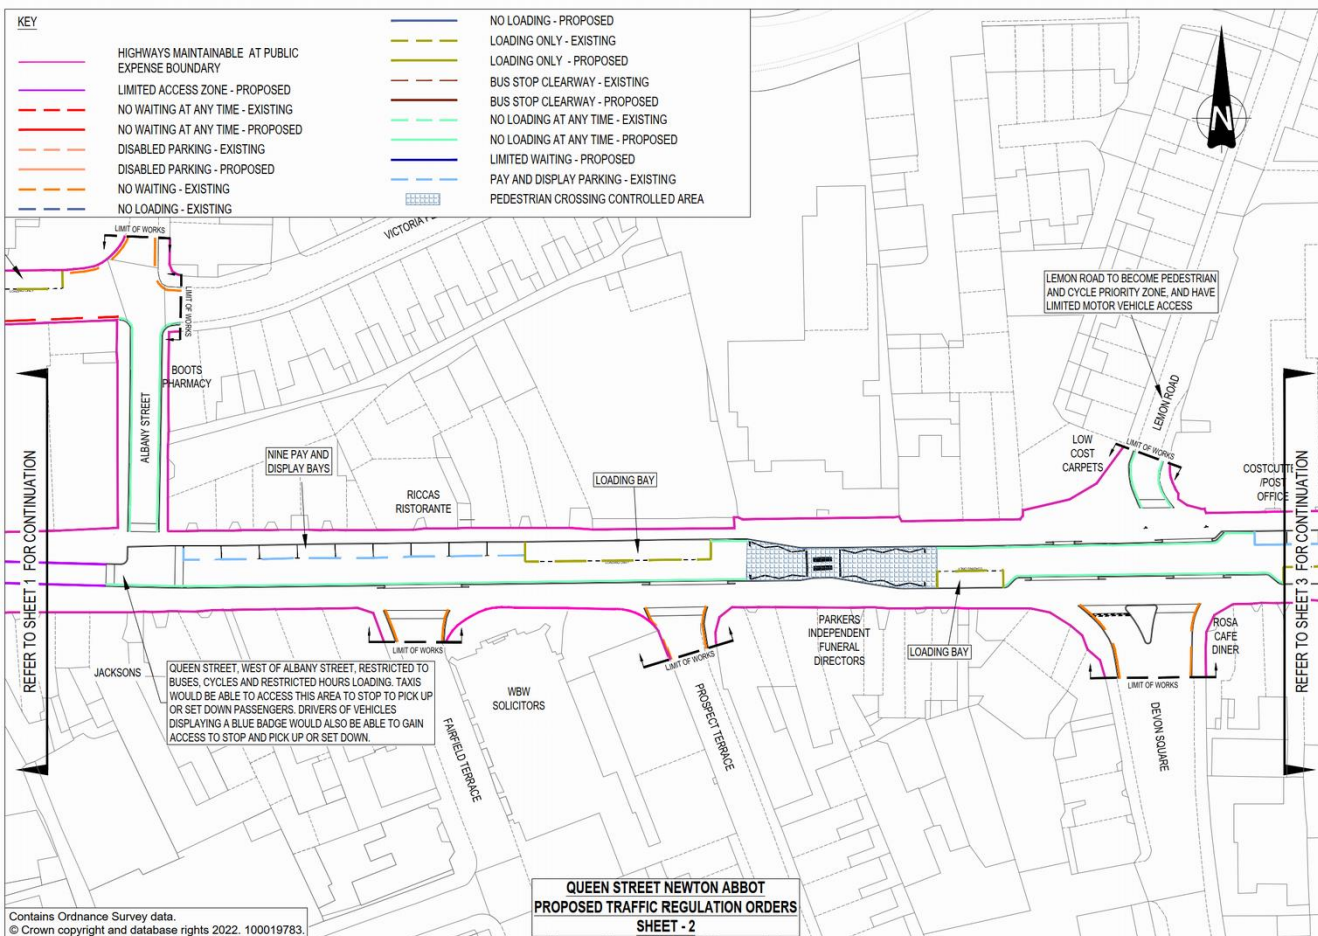 KEY
HIGHWAYS MAINTAINABLE AT PUBLIC
EXPENSE BOUNDARY
LIMITED ACCESS ZONE - PROPOSED
NO WAITING AT ANY TIME - EXISTING
NO WAITING AT ANY TIME - PROPOSED
DISABLED PARKING - EXISTING
DISABLED PARKING - PROPOSED
NO WAITING - EXISTING
NO LOADING - EXISTING
NO LOADING - PROPOSED
LOADING ONLY - EXISTING
LOADING ONLY - PROPOSED
BUS STOP CLEARWAY - EXISTING
BUS STOP CLEARWAY - PROPOSED
NO LOADING AT ANY TIME - EXISTING
NO LOADING AT ANY TIME - PROPOSED
LIMITED WAITING - PROPOSED
PAY AND DISPLAY PARKING - EXISTING
PEDESTRIAN CROSSING CONTROLLED AREA
N
LIMIT OF WORKS
VICTORIA
LIMIT OF WORKS
LEMON ROAD TO BECOME PEDESTRIAN
AND CYCLE PRIORITY ZONE, AND HAVE
LIMITED MOTOR VEHICLE ACCESS
BOOTS
PHARMACY
ALBANY STREET
LEMON ROAD
LOW
COST
CARPETS
LIMIT OF WORKS
COSTCUTTE
/POST
OFFICE
NINE PAY AND
DISPLAY BAYS
RICCAS
RISTORANTE
LOADING BAY
REFER TO SHEET 1 FOR CONTINUATION
REFER TO SHEET 3 FOR CONTINUATION
JACKSONS
QUEEN STREET, WEST OF ALBANY STREET, RESTRICTED TO
BUSES, CYCLES AND RESTRICTED HOURS LOADING. TAXIS
WOULD BE ABLE TO ACCESS THIS AREA TO STOP TO PICK UP
OR SET DOWN PASSENGERS. DRIVERS OF VEHICLES
DISPLAYING A BLUE BADGE WOULD ALSO BE ABLE TO GAIN
ACCESS TO STOP AND PICK UP OR SET DOWN.
LIMIT OF WORKS
FAIRFIELD TERRACE
WBW
SOLICITORS
LIMIT OF WORKS
PROSPECT TERRACE
PARKERS
INDEPENDENT
FUNERAL
DIRECTORS
LOADING BAY
LIMIT OF WORKS
DEVON SQUARE
ROSA
CAFE
DINER
QUEEN STREET NEWTON ABBOT
PROPOSED TRAFFIC REGULATION ORDERS
SHEET - 2
Contains Ordnance Survey data.
© Crown copyright and database rights 2022. 100019783.